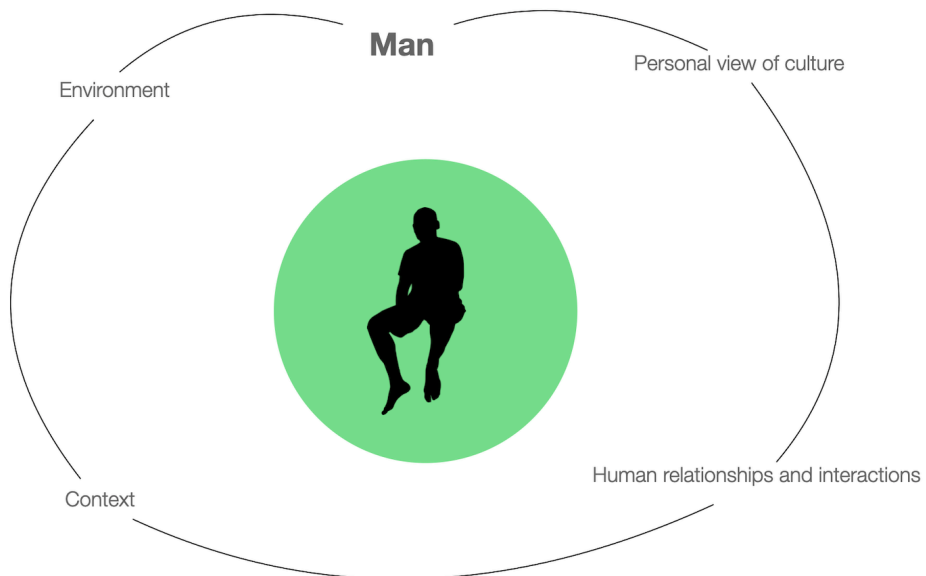 Man
Personal view of culture
Environment
Human relationships and interactions
Context